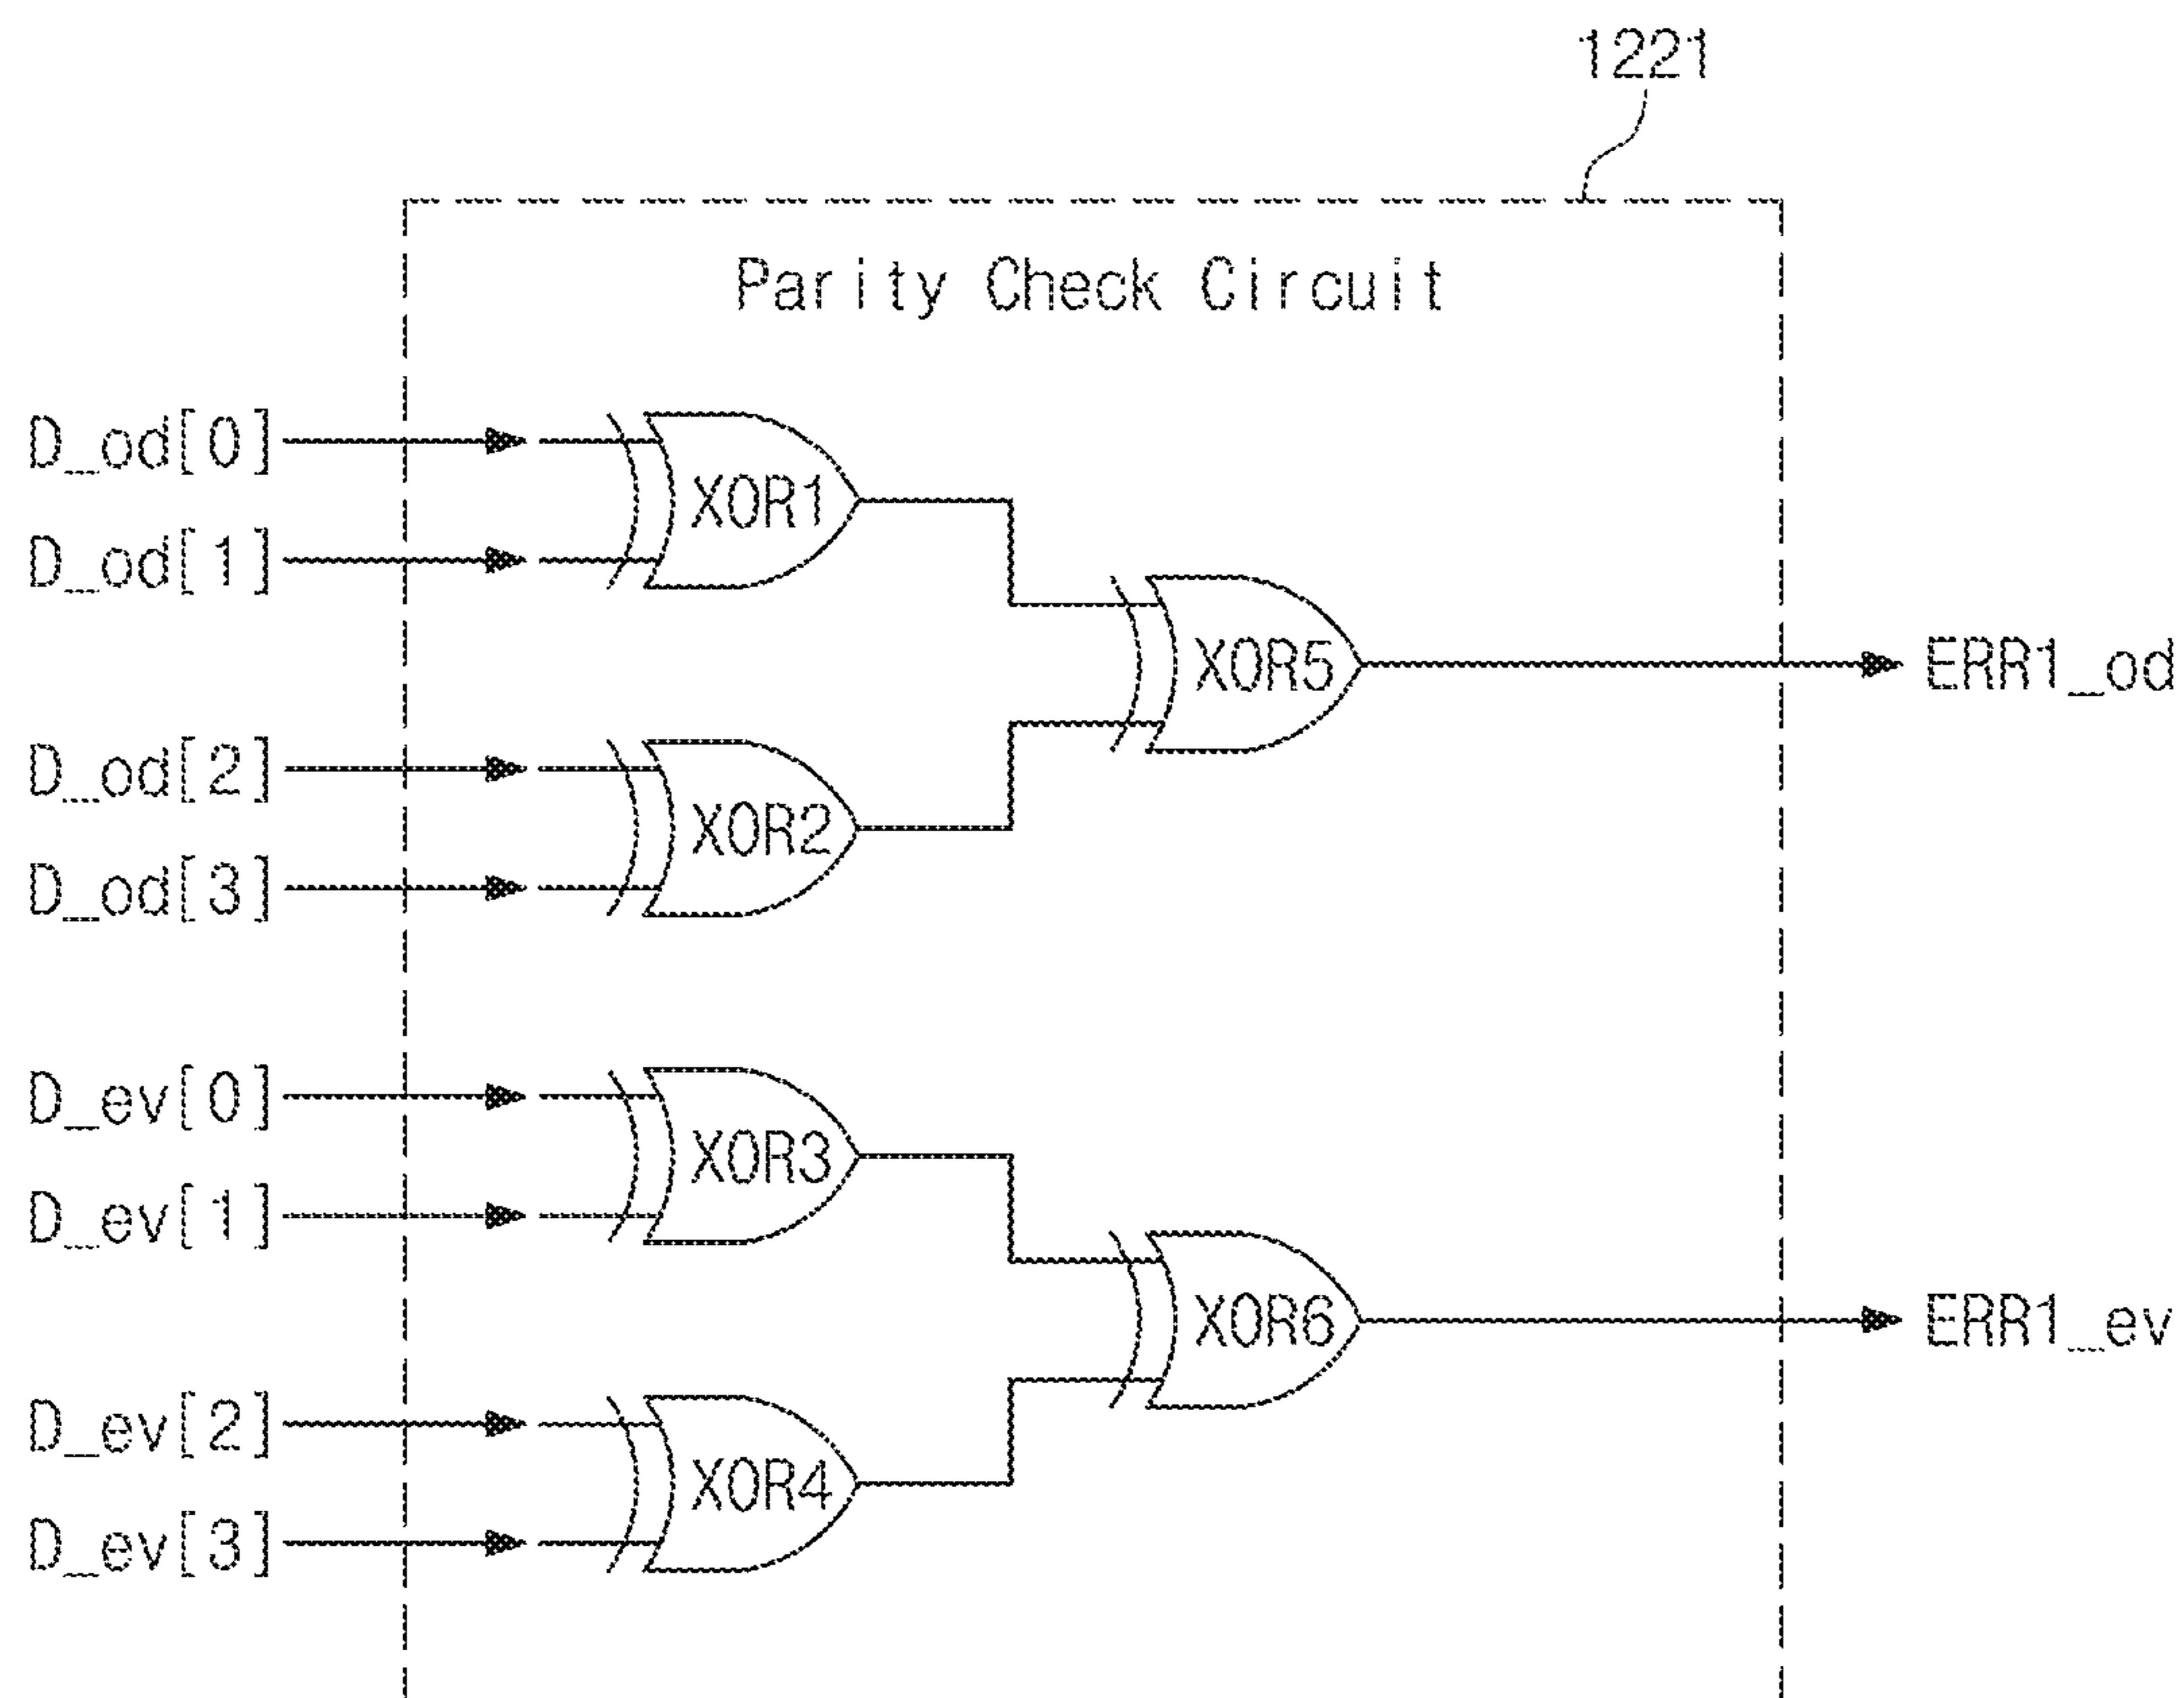 1221
Parity Check Circuit
D_od[0]
XOR1
D_od[1]
XOR5
ERR1_od
D_od[2]
XOR2
D_od[3]
D_ev[0]
XOR3
D_ev[1]
XOR6
ERR1_ev
D_ev[2]
XOR4
D_ev[3]